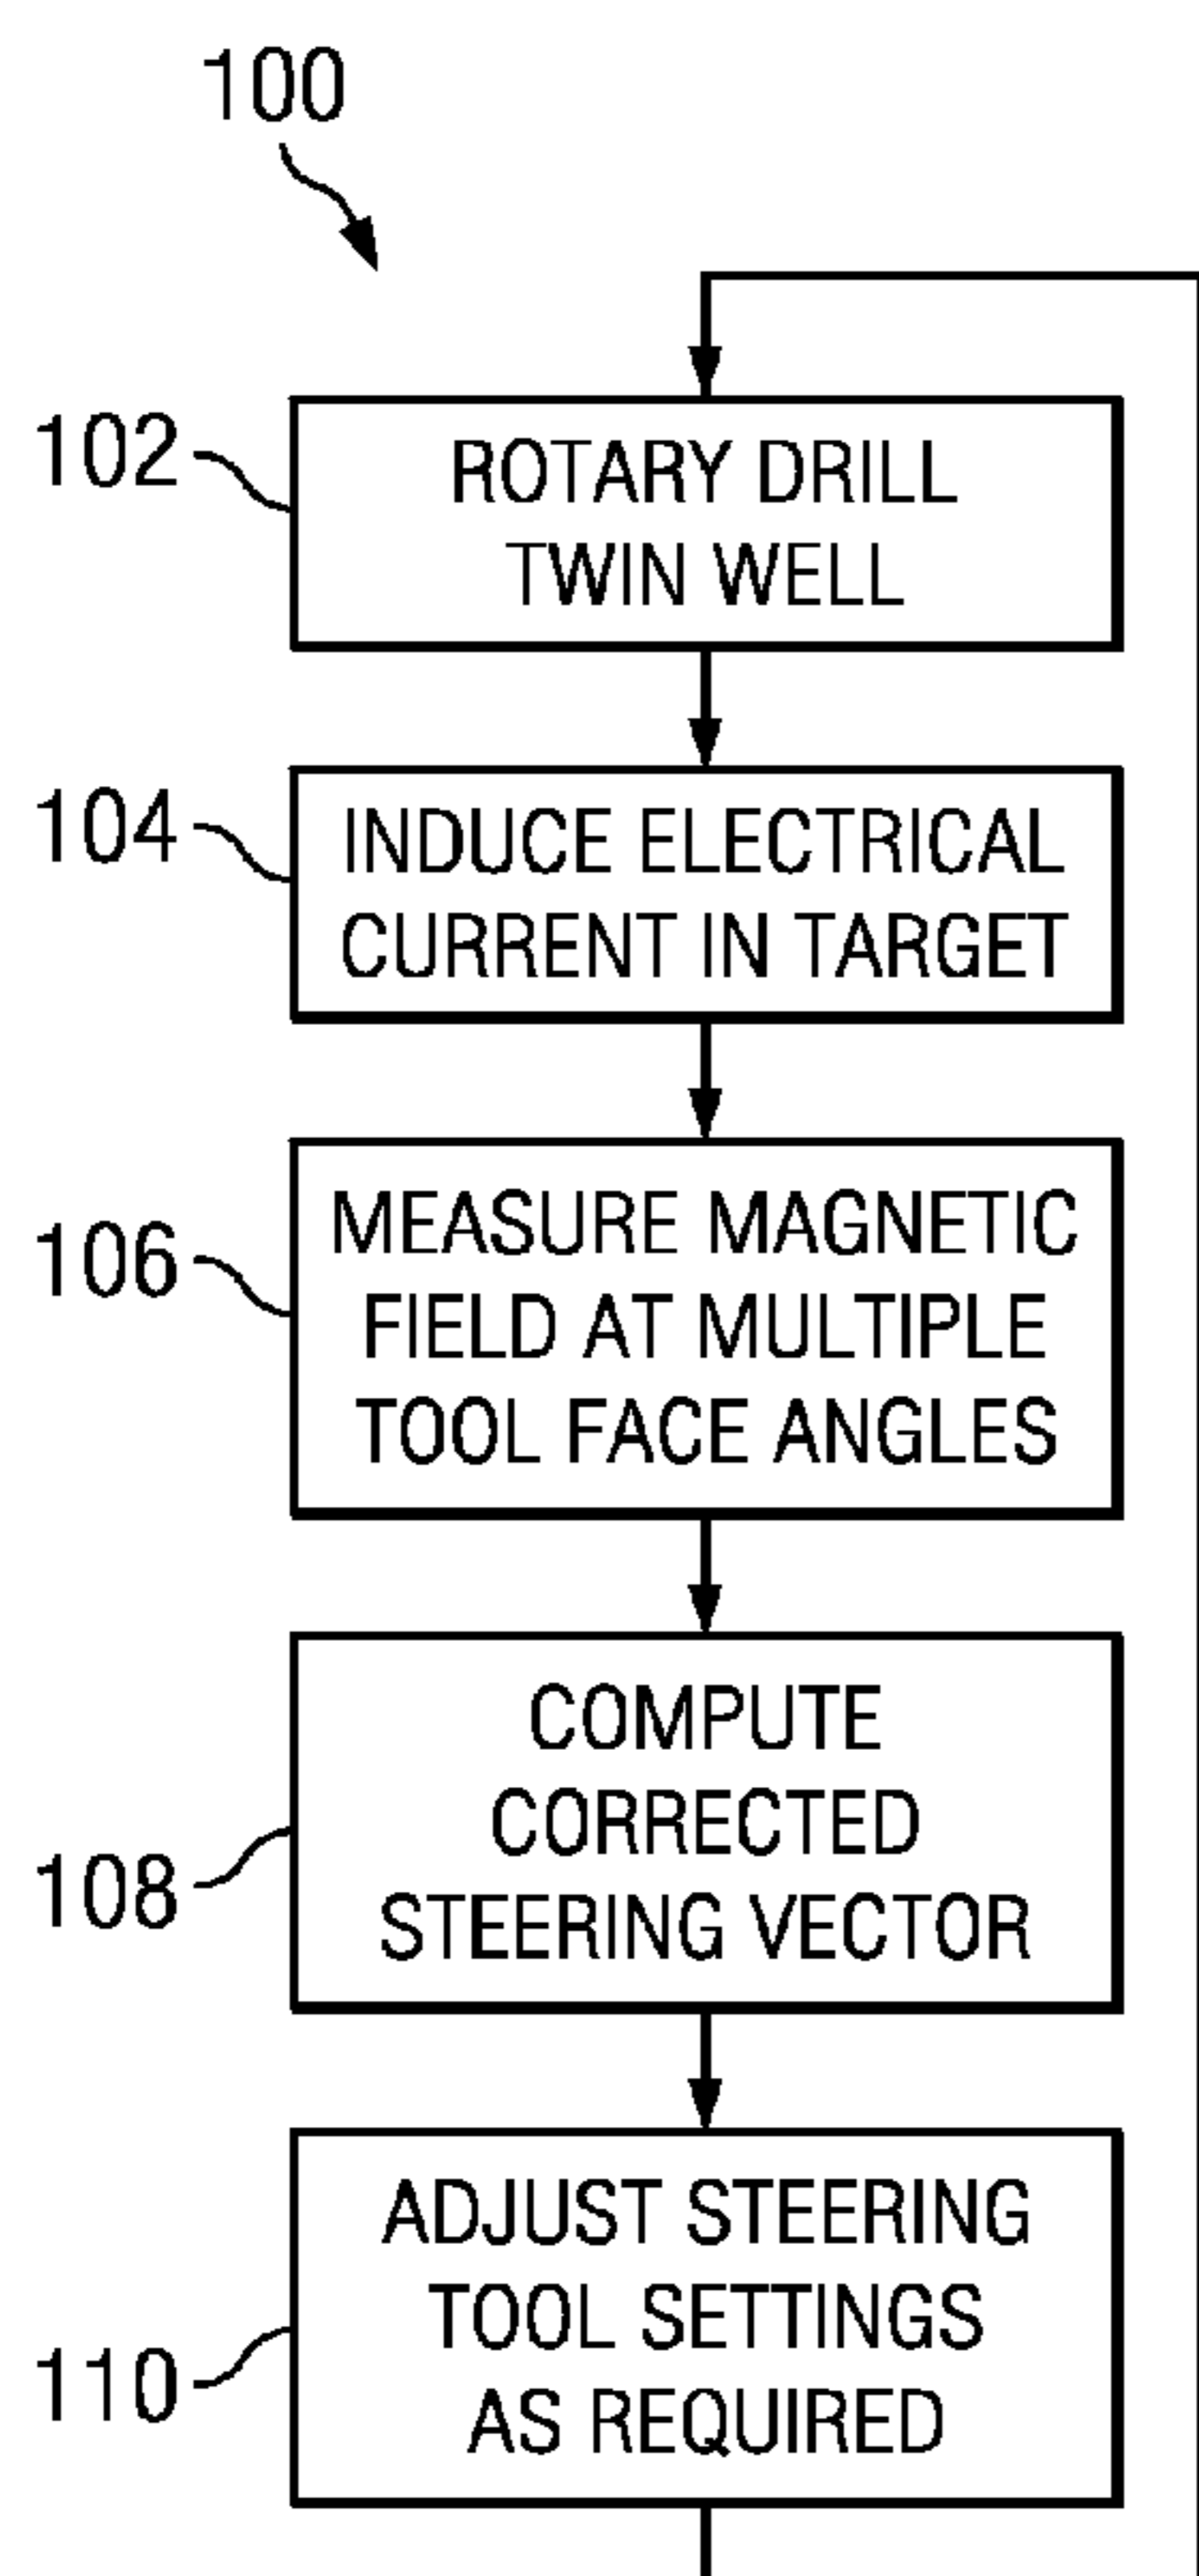 100
102
ROTARY DRILL
TWIN WELL
104
INDUCE ELECTRICAL
CURRENT IN TARGET
106
MEASURE MAGNETIC
FIELD AT MULTIPLE
TOOL FACE ANGLES
108
COMPUTE
CORRECTED
STEERING VECTOR
110
ADJUST STEERING
TOOL SETTINGS
AS REQUIRED